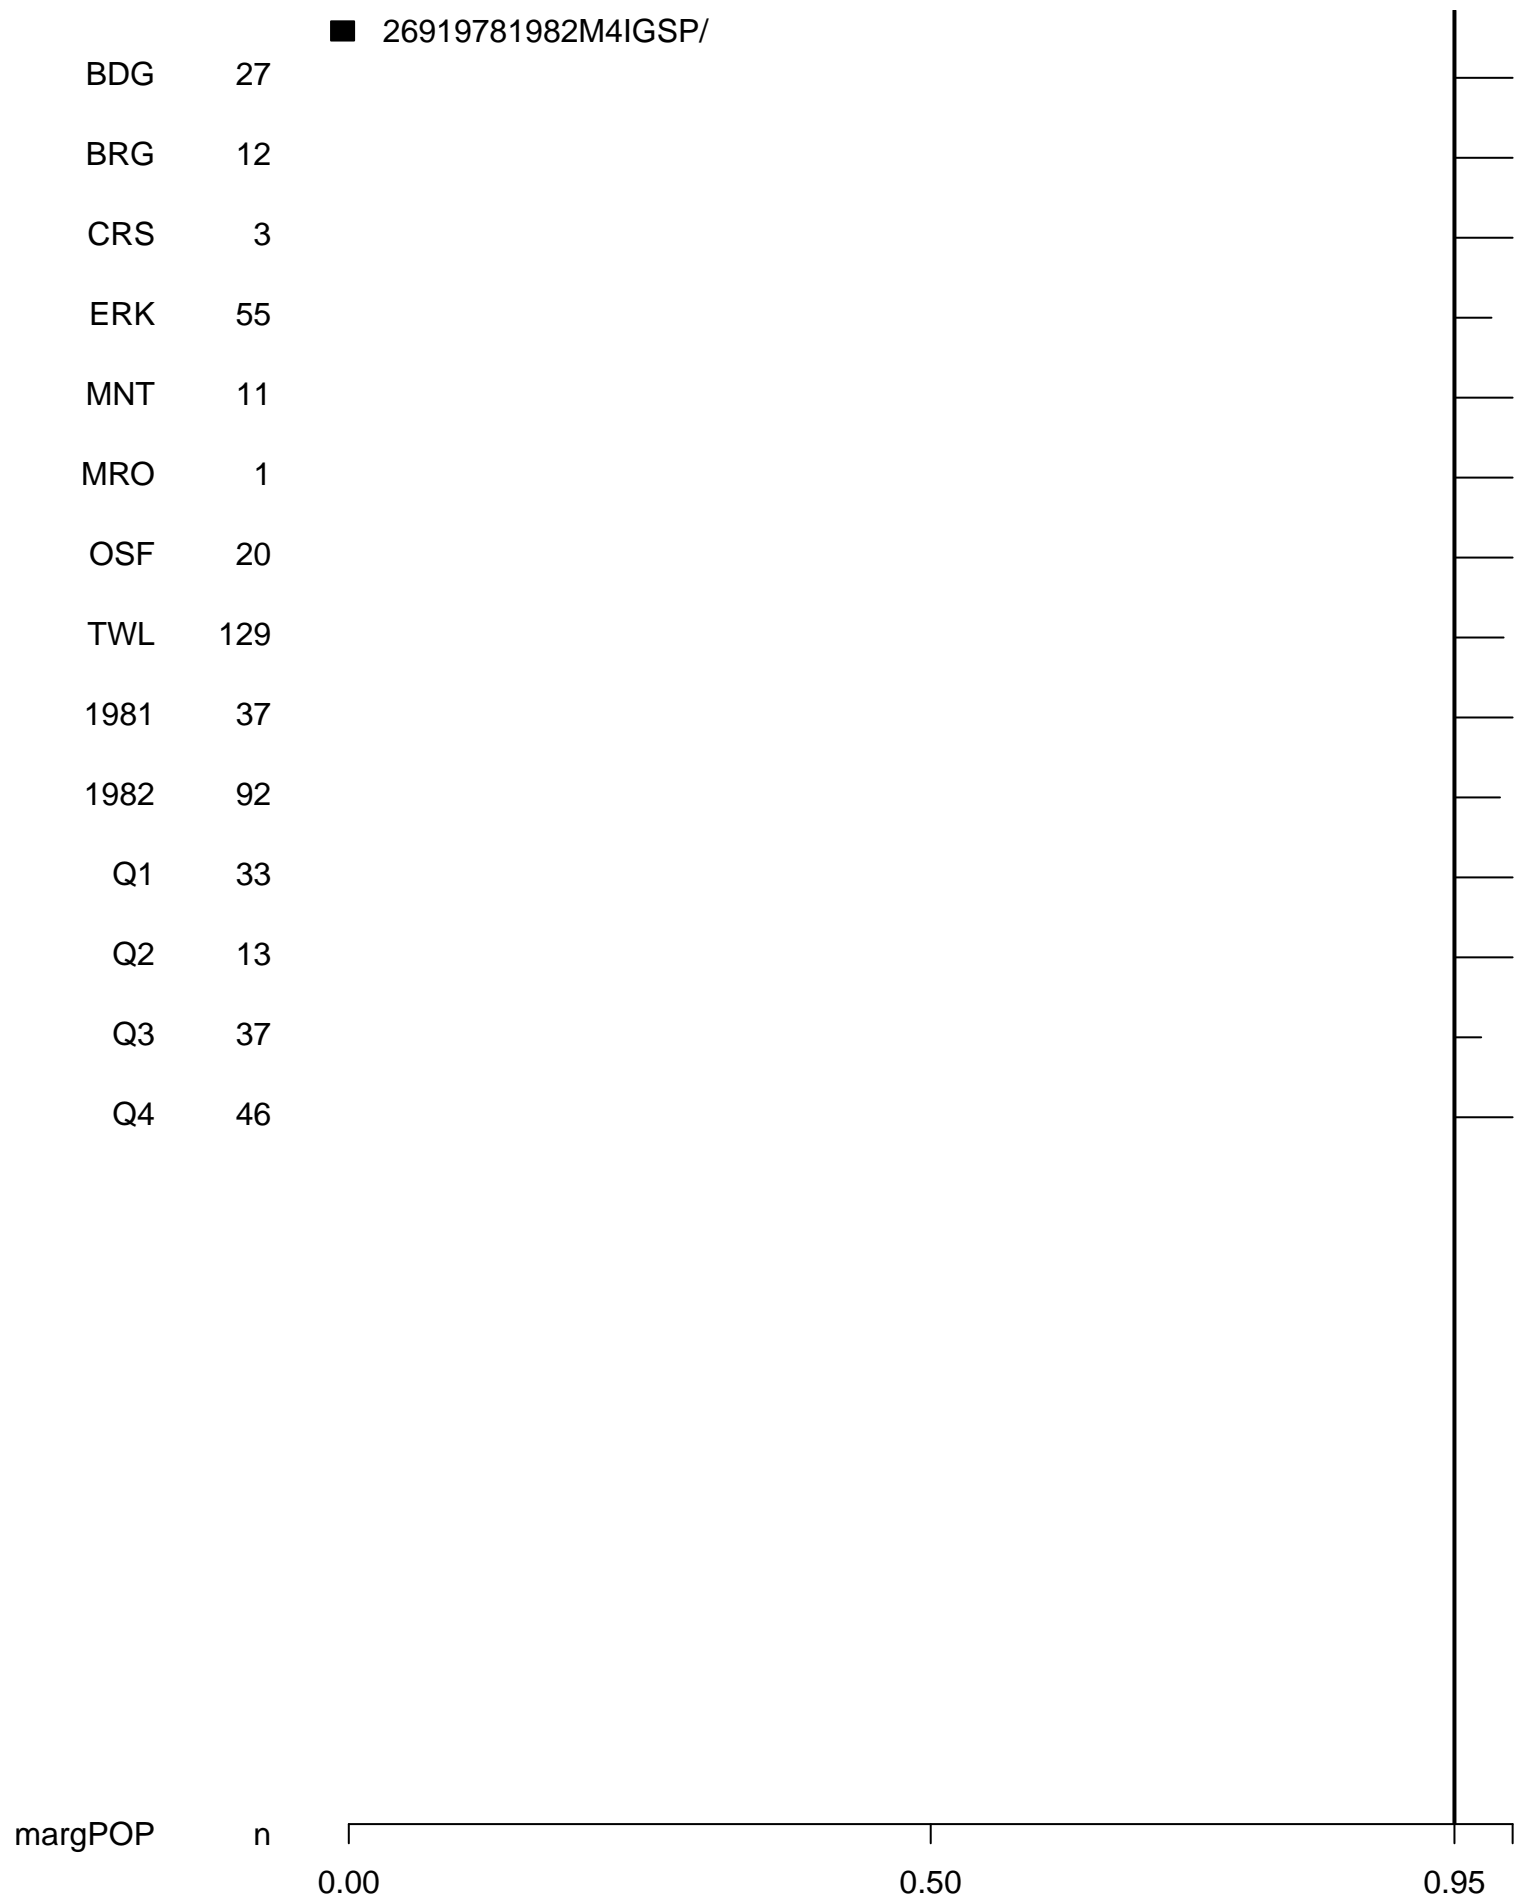 26919781982M4IGSP/
BDG 27
BRG 12
CRS 3
ERK 55
MNT 11
MRO 1
OSF 20
TWL 129
1981 37
1982 92
Q1 33
Q2 13
Q3 37
Q4 46
margPOP n
0.00 0.50 0.95